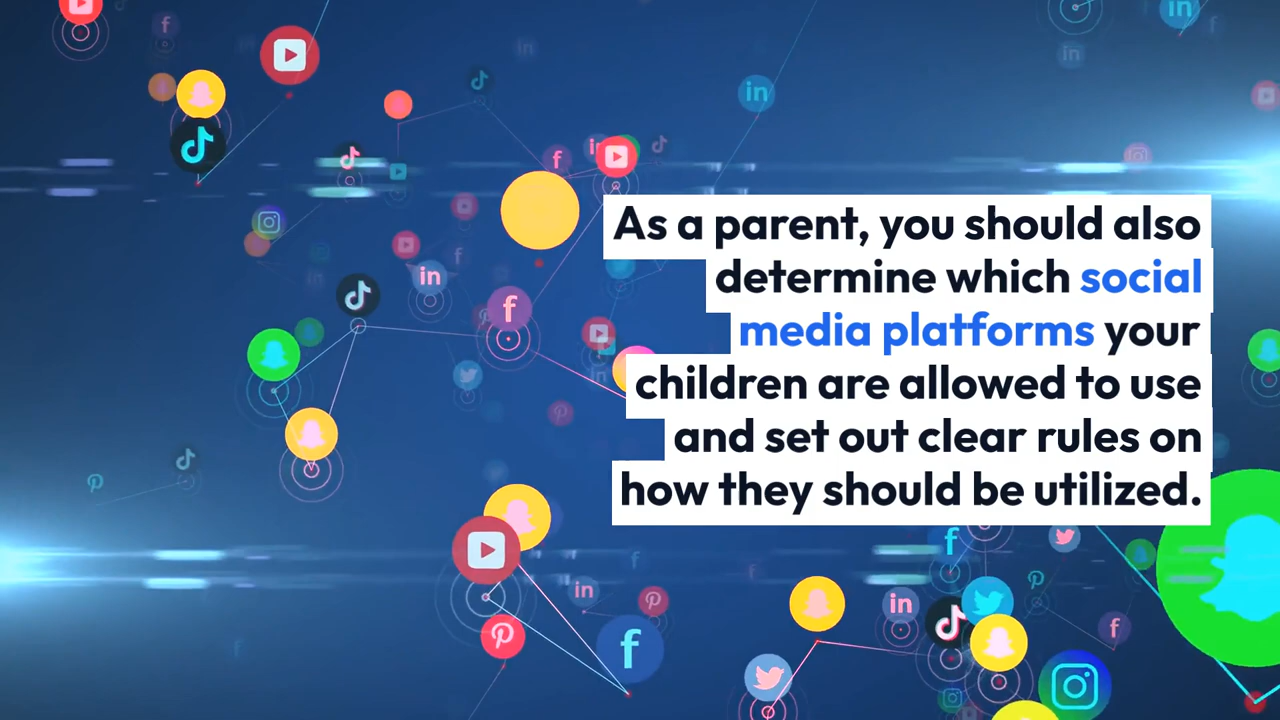 As a parent, you should also
determine which social
media platforms your
children are allowed to use
and set out clear rules on
how they should be utilized.